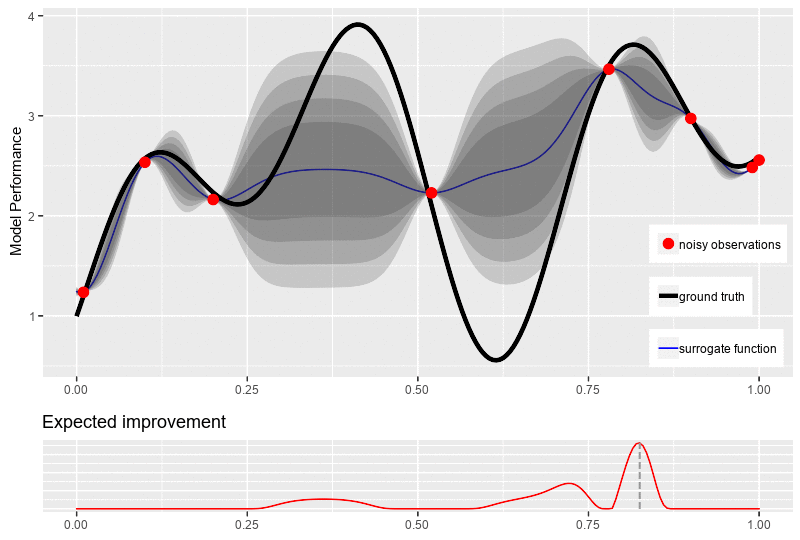 4
3
2
1
Model Performance
noisy observations
ground truth
surrogate function
0.00 0.25 0.50 0.75 1.00
Expected improvement
0.00 0.25 0.50 0.75 1.00